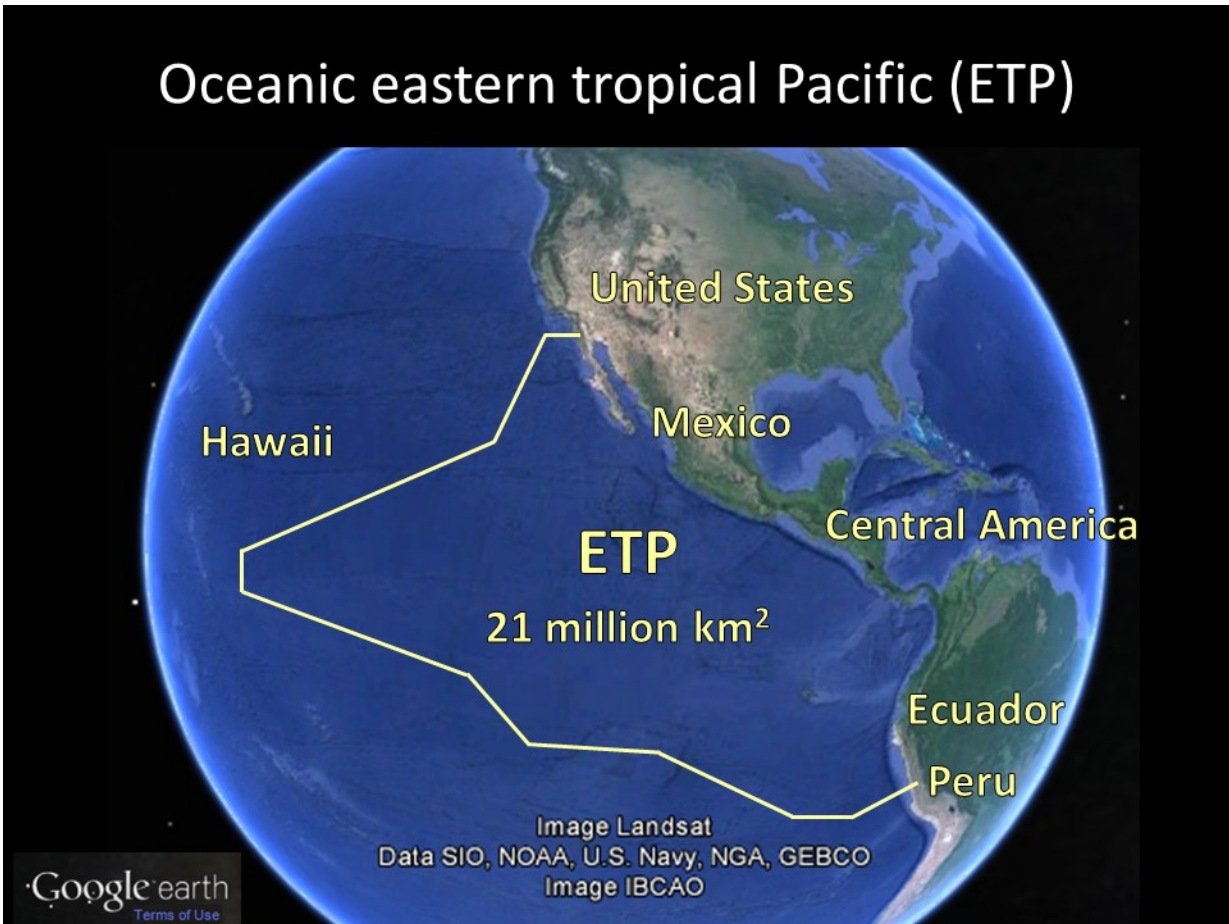 Oceanic eastern tropical Pacific (ETP)
United States
Mexico
Hawaii
Central America
ETP
21 million km²
Ecuador
Peru
Image Landsat
Data SIO, NOAA, U.S. Navy, NGA, GEBCO
Image IBCAO
Google earth
Terms of Use